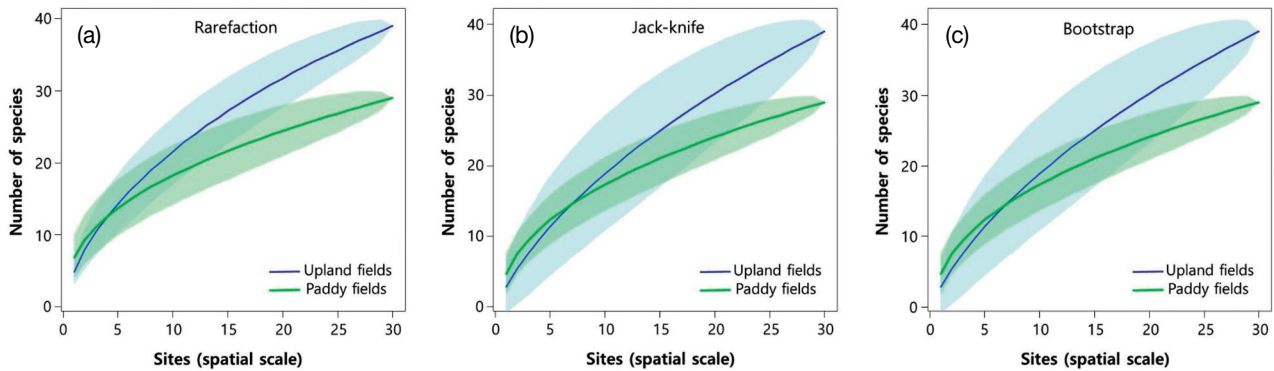 (a)
Rarefaction
Number of species
40
30
20
10
0
Upland fields
Paddy fields
0 5 10 15 20 25 30
Sites (spatial scale)
(b)
Jack-knife
Number of species
40
30
20
10
0
Upland fields
Paddy fields
0 5 10 15 20 25 30
Sites (spatial scale)
(c)
Bootstrap
Number of species
40
30
20
10
0
Upland fields
Paddy fields
0 5 10 15 20 25 30
Sites (spatial scale)